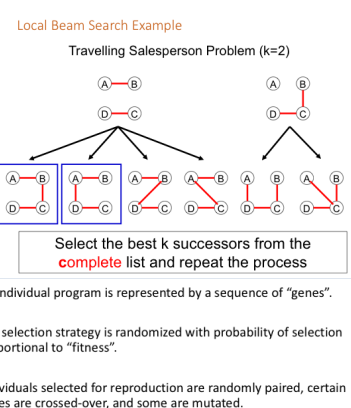 Local Beam Search Example
Travelling Salesperson Problem (k=2)
A B A B
D C D C
A B A B A B A B A B A B
D C D C D C D C D C D C
Select the best k successors from the
complete list and repeat the process
ndividual program is represented by a sequence of “genes”.
selection strategy is randomized with probability of selection
portional to “fitness”.
viduals selected for reproduction are randomly paired, certain
es are crossed-over, and some are mutated.